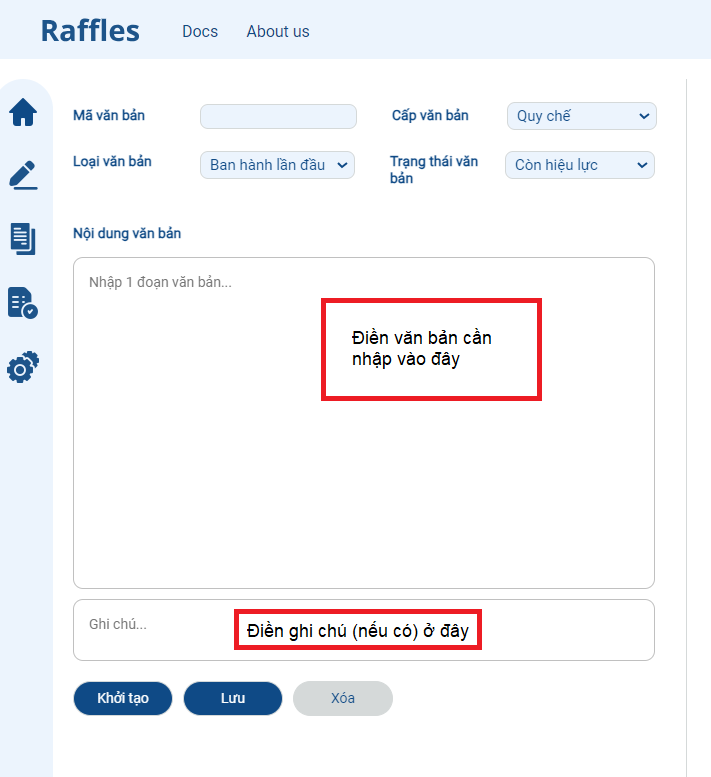 Raffles Docs About us
Mã văn bản Cấp văn bản Quy chế
Loại văn bản Ban hành lần đầu Trạng thái văn bản Còn hiệu lực
Nội dung văn bản
Nhập 1 đoạn văn bản...
Điền văn bản cần
nhập vào đây
Ghi chú...
Điền ghi chú (nếu có) ở đây
Khởi tạo Lưu Xóa